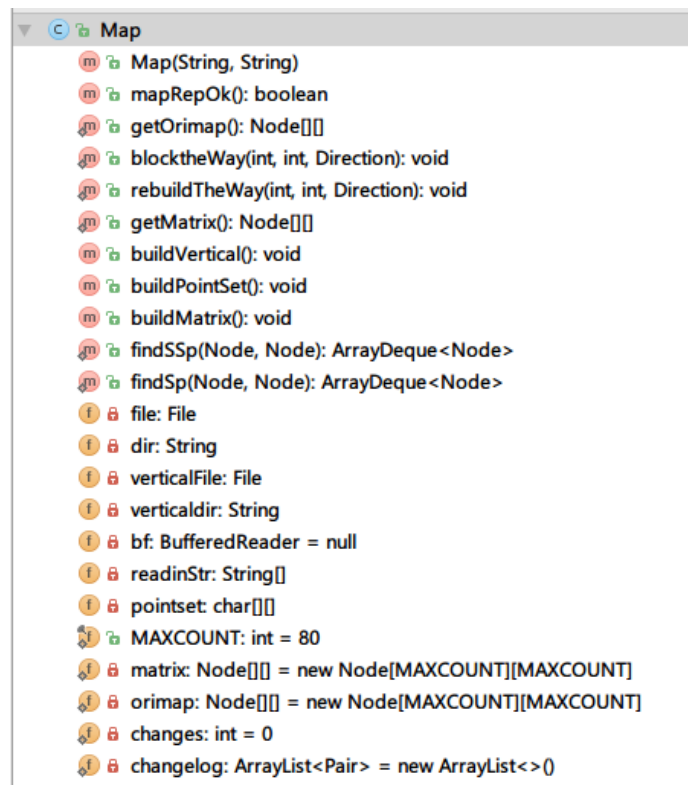 Map
Map(String, String)
mapRepOk(): boolean
getOrimap(): Node[][]
blocktheWay(int, int, Direction): void
rebuildTheWay(int, int, Direction): void
getMatrix(): Node[][]
buildVertical(): void
buildPointSet(): void
buildMatrix(): void
findSSp(Node, Node): ArrayDeque<Node>
findSp(Node, Node): ArrayDeque<Node>
file: File
dir: String
verticalFile: File
verticaldir: String
bf: BufferedReader = null
readinStr: String[]
pointset: char[][]
MAXCOUNT: int = 80
matrix: Node[][] = new Node[MAXCOUNT][MAXCOUNT]
orimap: Node[][] = new Node[MAXCOUNT][MAXCOUNT]
changes: int = 0
changelog: ArrayList<Pair> = new ArrayList<>()